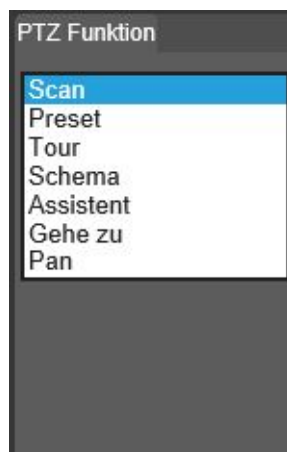 PTZ Funktion
Scan
Preset
Tour
Schema
Assistent
Gehe zu
Pan